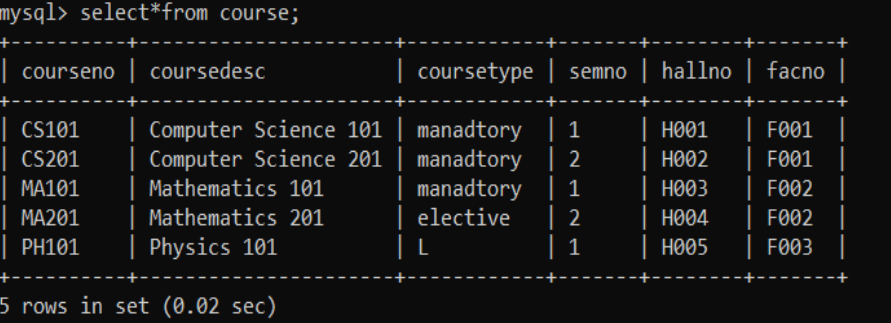 mysql> select*from course;
+----------+--------------------+------------+-------+--------+-------+
| courseno | coursedesc | coursetype | semno | hallno | facno |
+----------+--------------------+------------+-------+--------+-------+
| CS101 | Computer Science 101 | manadtory | 1 | H001 | F001 |
| CS201 | Computer Science 201 | manadtory | 2 | H002 | F001 |
| MA101 | Mathematics 101 | manadtory | 1 | H003 | F002 |
| MA201 | Mathematics 201 | elective | 2 | H004 | F002 |
| PH101 | Physics 101 | L | 1 | H005 | F003 |
+----------+--------------------+------------+-------+--------+-------+
5 rows in set (0.02 sec)